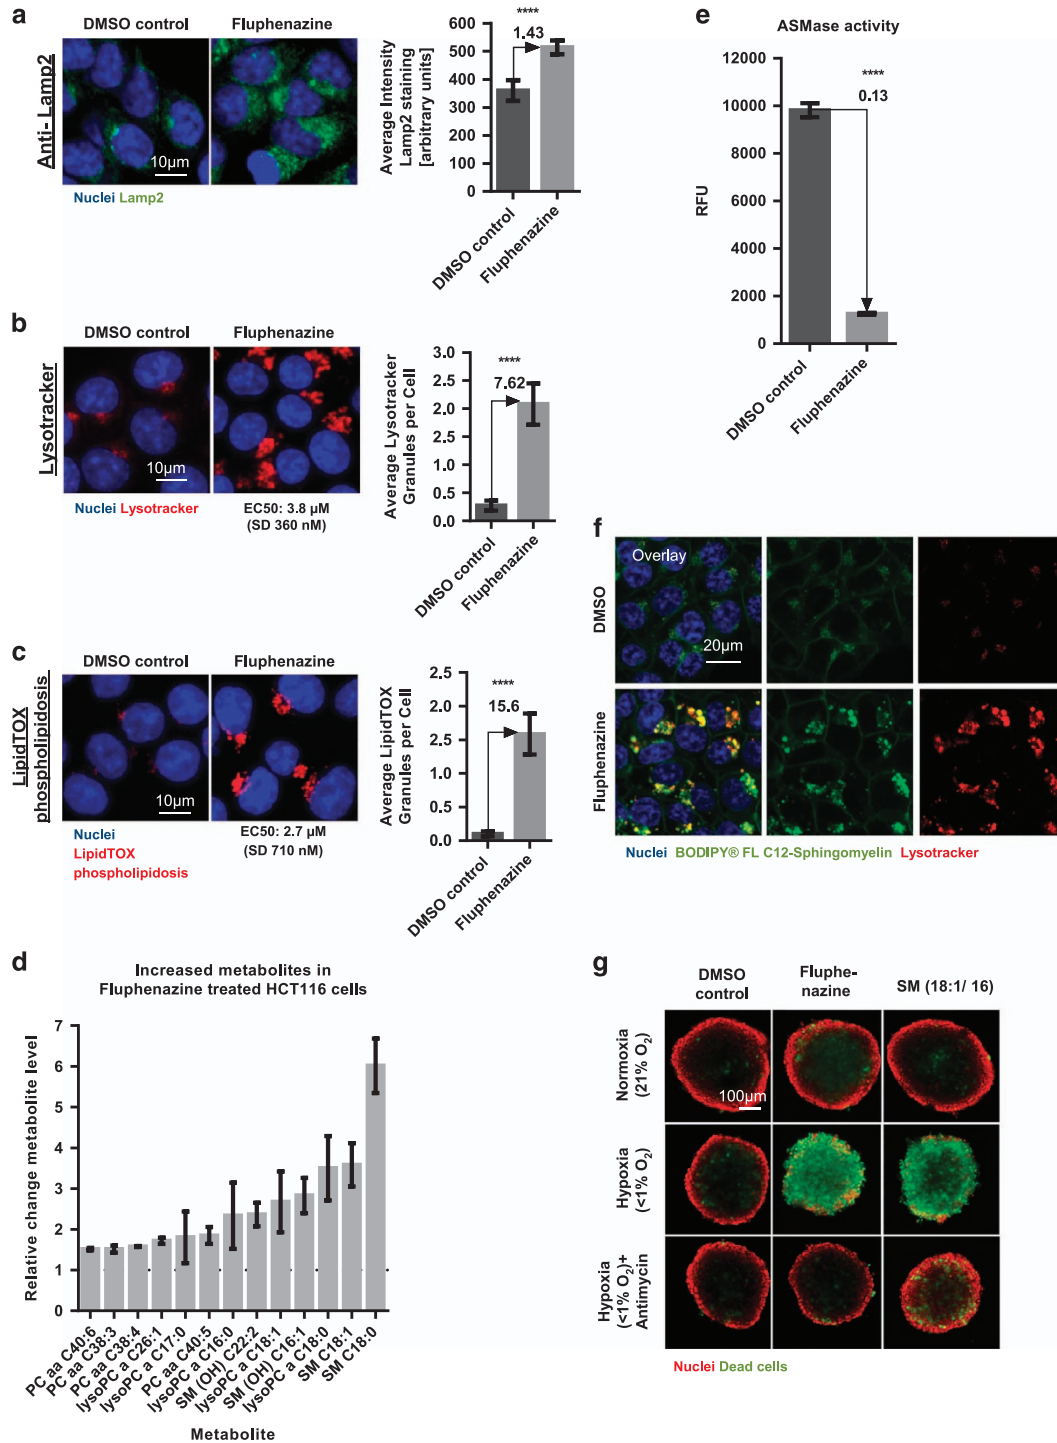 a
DMSO control
Fluphenazine
Anti- Lamp2
10µm
Nuclei Lamp2
Average Intensity
Lamp2 staining
[arbitrary units]
600
500
400
300
200
100
0
****
1.43
DMSO control
Fluphenazine
b
DMSO control
Fluphenazine
Lysotracker
10µm
Nuclei Lysotracker
EC50: 3.8 µM
(SD 360 nM)
Average Lysotracker
Granules per Cell
3.0
2.5
2.0
1.5
1.0
0.5
0.0
****
7.62
DMSO control
Fluphenazine
c
DMSO control
Fluphenazine
LipidTOX
phospholipidosis
10µm
Nuclei
LipidTOX
phospholipidosis
EC50: 2.7 µM
(SD 710 nM)
Average LipidTOX
Granules per Cell
2.5
2.0
2.5
1.0
0.5
0.0
****
15.6
DMSO control
Fluphenazine
d
Increased metabolites in
Fluphenazine treated HCT116 cells
Relative change metabolite level
7
6
5
4
3
2
1
0
PC aa C40:6
PC aa C38:3
PC aa C38:4
lysoPC a C26:1
lysoPC a C17:0
PC aa C40:5
lysoPC a C16:0
SM (OH) C22:2
lysoPC a C18:1
SM (OH) C16:1
lysoPC a C18:0
SM C18:1
SM C18:0
Metabolite
e
ASMase activity
RFU
12000
10000
8000
6000
4000
2000
0
****
0.13
DMSO control
Fluphenazine
f
Overlay
20µm
DMSO
Fluphenazine
Nuclei BODIPY® FL C12-Sphingomyelin Lysotracker
g
DMSO
control
Fluphe-
nazine
SM (18:1/ 16)
Normoxia
(21% O₂)
100µm
Hypoxia
(<1% O₂)
Hypoxia
(<1% O₂)+
Antimycin
Nuclei Dead cells